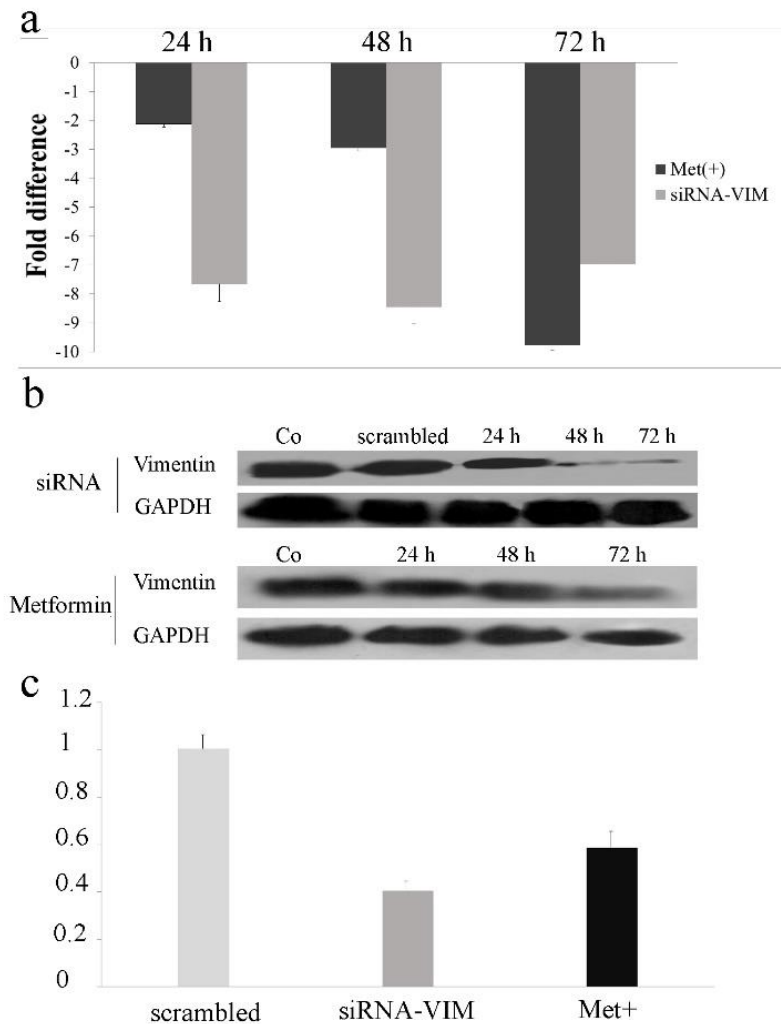 a
24 h 48 h 72 h
0
-1
-2
-3
-4
-5
-6
-7
-8
-9
-10
Fold difference
Met(+)
siRNA-VIM
b
Co scrambled 24 h 48 h 72 h
siRNA
Vimentin
GAPDH
Co 24 h 48 h 72 h
Metformin
Vimentin
GAPDH
c
1.2
1
0.8
0.6
0.4
0.2
0
scrambled siRNA-VIM Met+